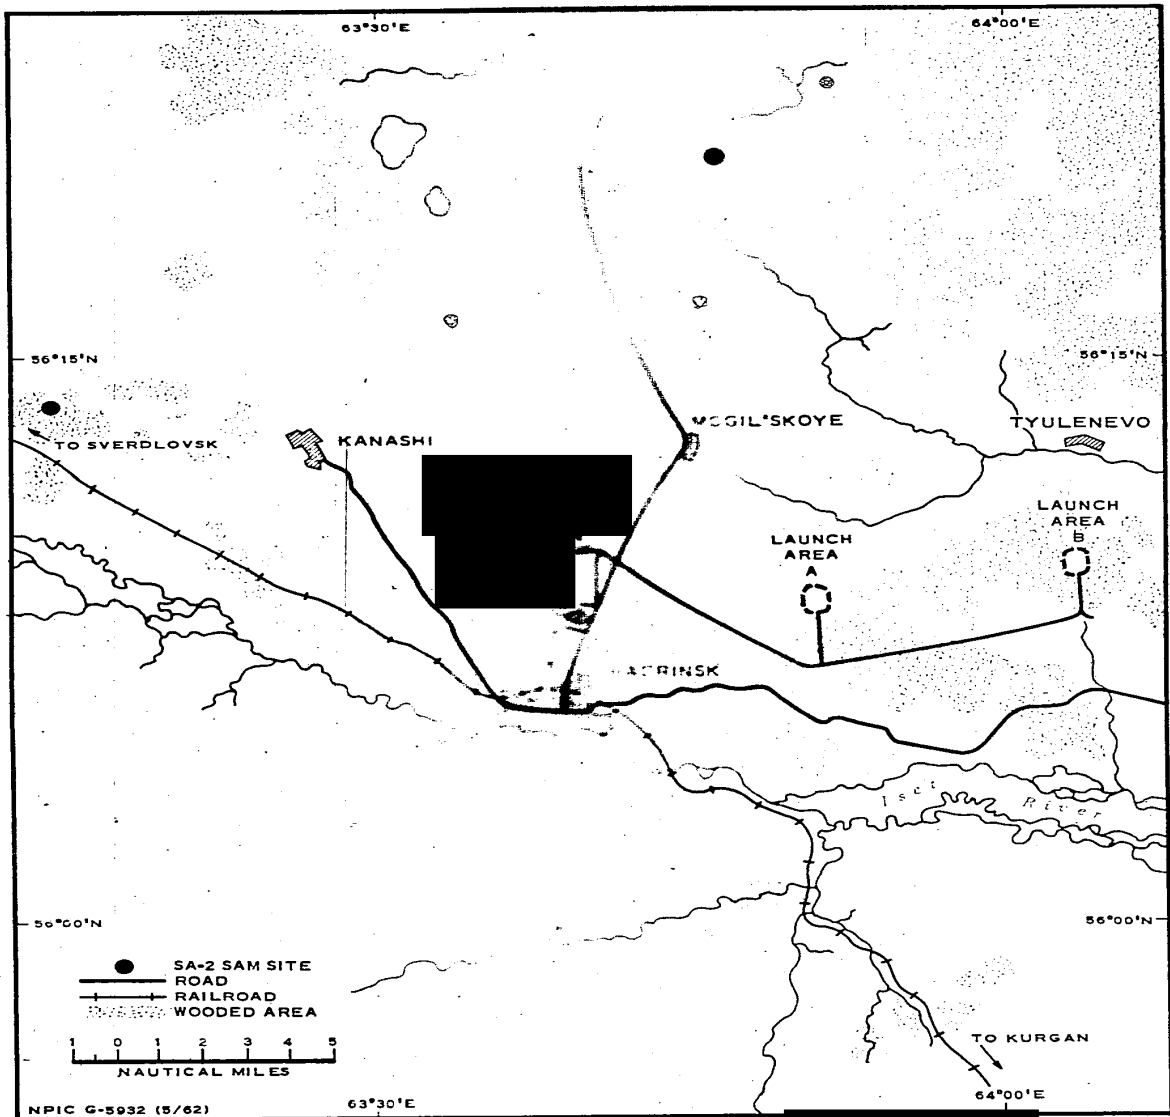 63°30'E
64°00'E
56°15'N
56°15'N
TO SVERDLOVSK
KANASHI
TYULENEVO
LAUNCH
AREA
B
LAUNCH
AREA
A
Iset River
56°00'N
56°00'N
SA-2 SAM SITE
ROAD
RAILROAD
WOODED AREA
1 0 1 2 3 4 5
NAUTICAL MILES
TO KURGAN
NPIC G-5932 (5/62)
63°30'E
64°00'E